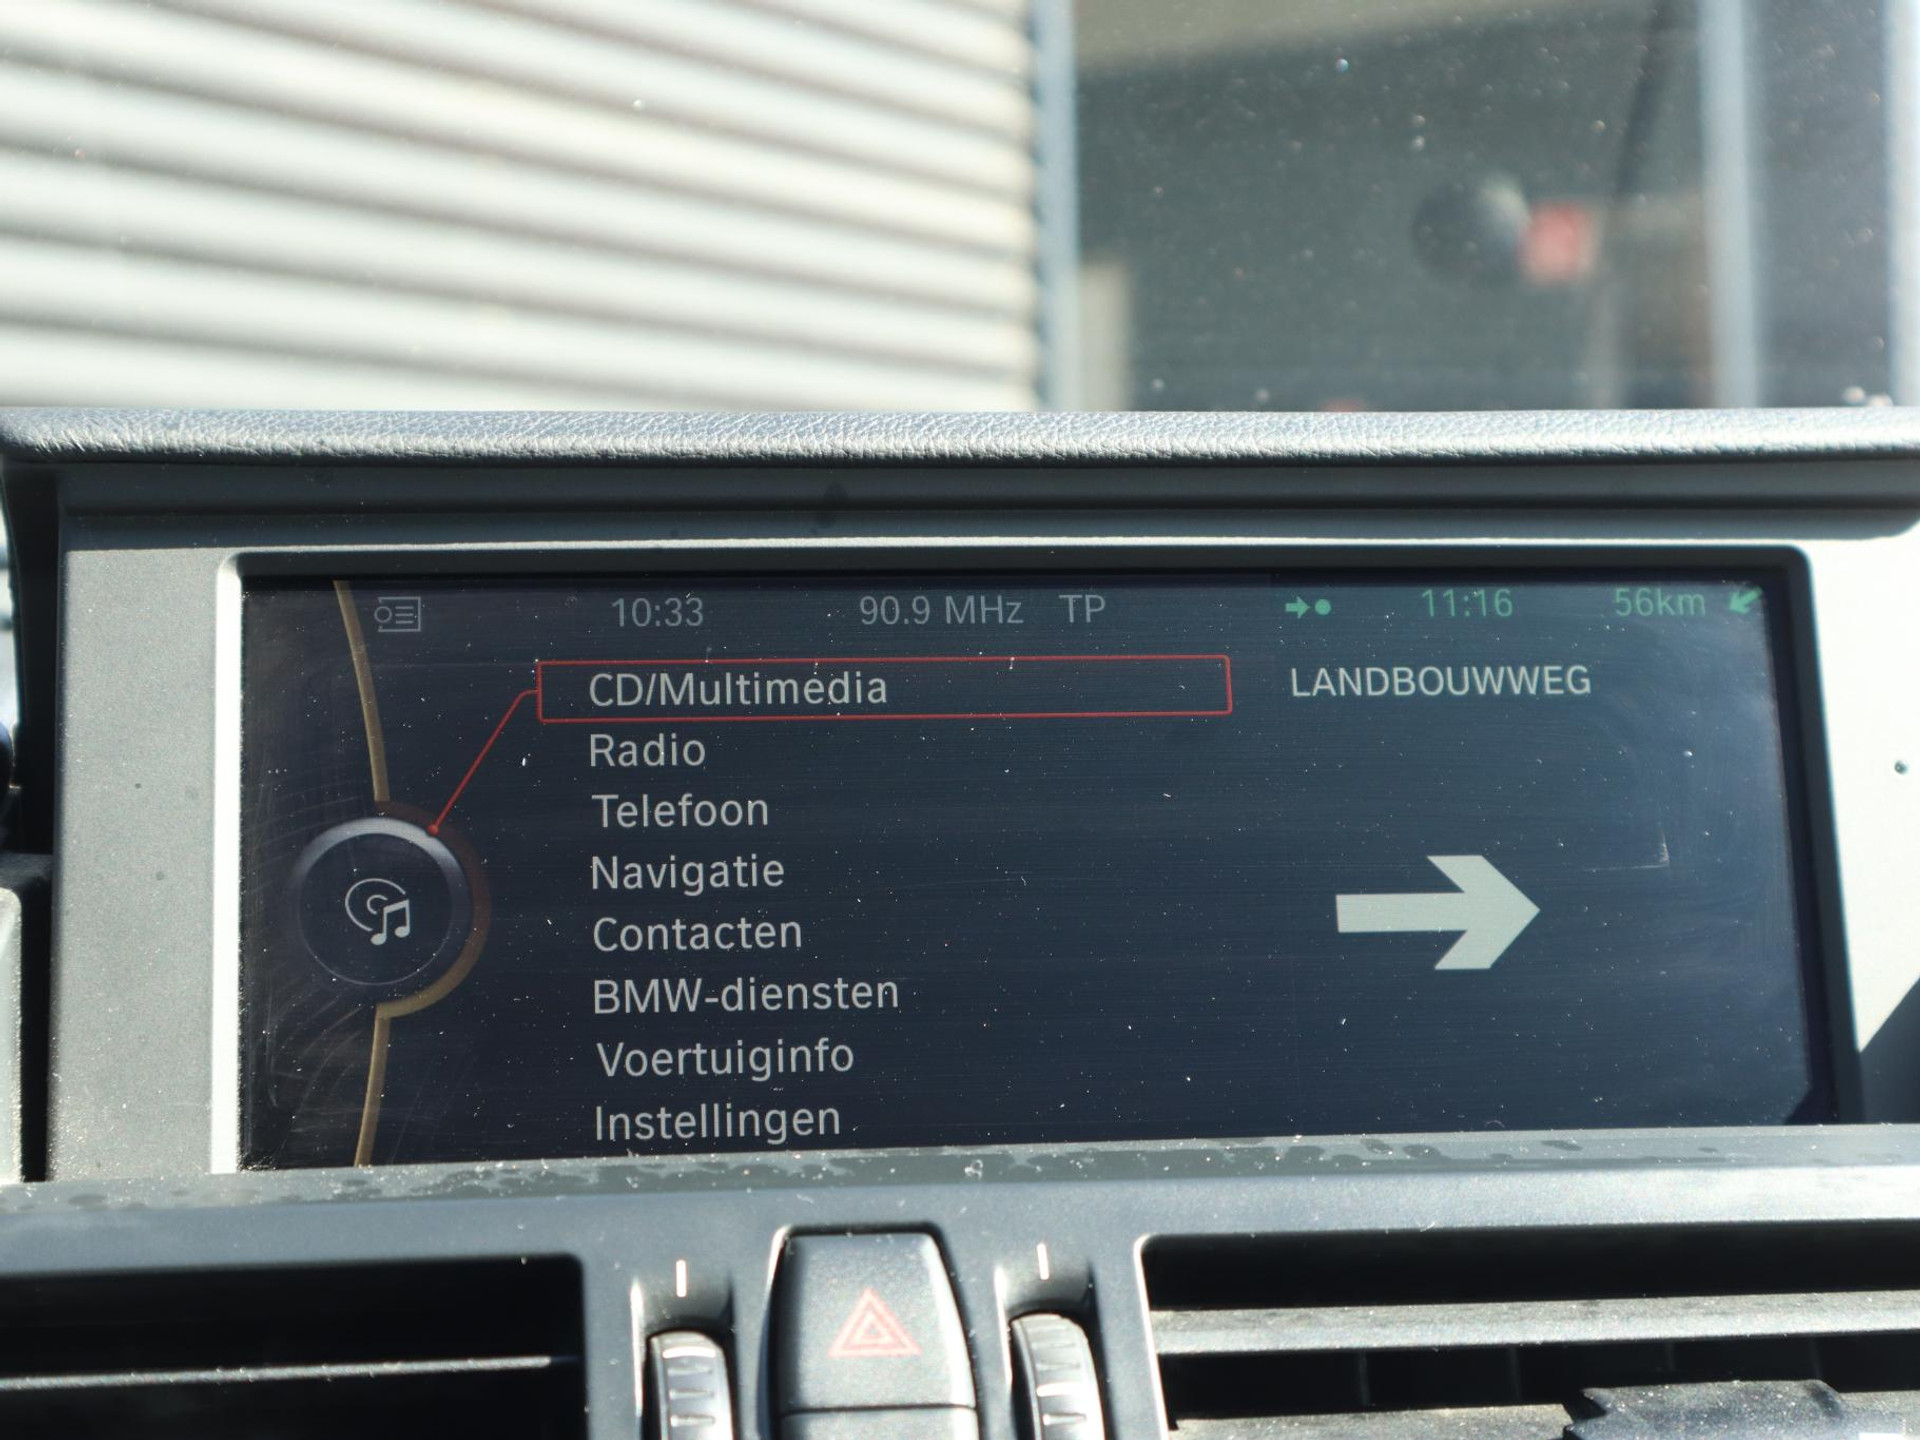 10:33 90.9 MHz TP 11:16 56km
CD/Multimedia
LANDBOUWWEG
Radio
Telefoon
Navigatie
Contacten
BMW-diensten
Voertuiginfo
Instellingen